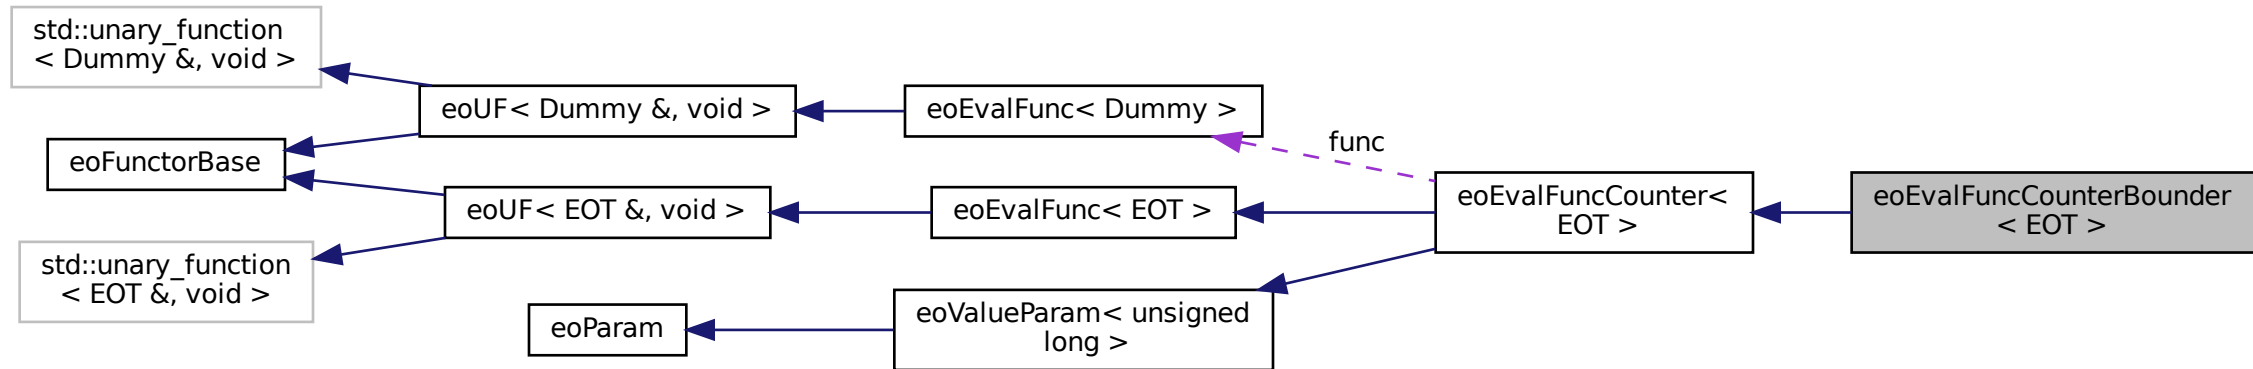 std::unary_function
< Dummy &, void >
eoUF< Dummy &, void >
eoEvalFunc< Dummy >
func
eoFunctorBase
eoUF< EOT &, void >
eoEvalFunc< EOT >
eoEvalFuncCounter<
EOT >
eoEvalFuncCounterBounder
< EOT >
std::unary_function
< EOT &, void >
eoParam
eoValueParam< unsigned
long >